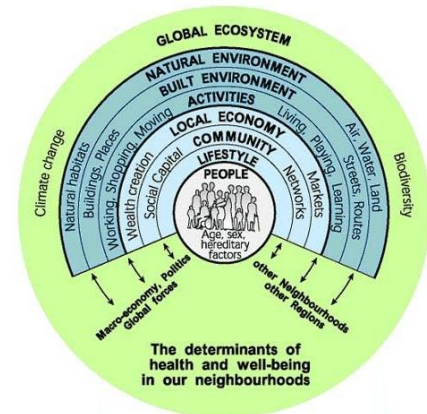 GLOBAL ECOSYSTEM
NATURAL ENVIRONMENT
BUILT ENVIRONMENT
ACTIVITIES
LOCAL ECONOMY
COMMUNITY
LIFESTYLE
PEOPLE
Age, sex,
hereditary
factors
Climate change
Natural habitats
Buildings, Places
Working, Shopping, Moving
Wealth creation
Social Capital
Networks
Markets
Living, Playing, Learning
Streets, Routes
Air, Water, Land
Biodiversity
Macro-economy, Politics
Global forces
other Neighbourhoods
other Regions
The determinants of
health and well-being
in our neighbourhoods